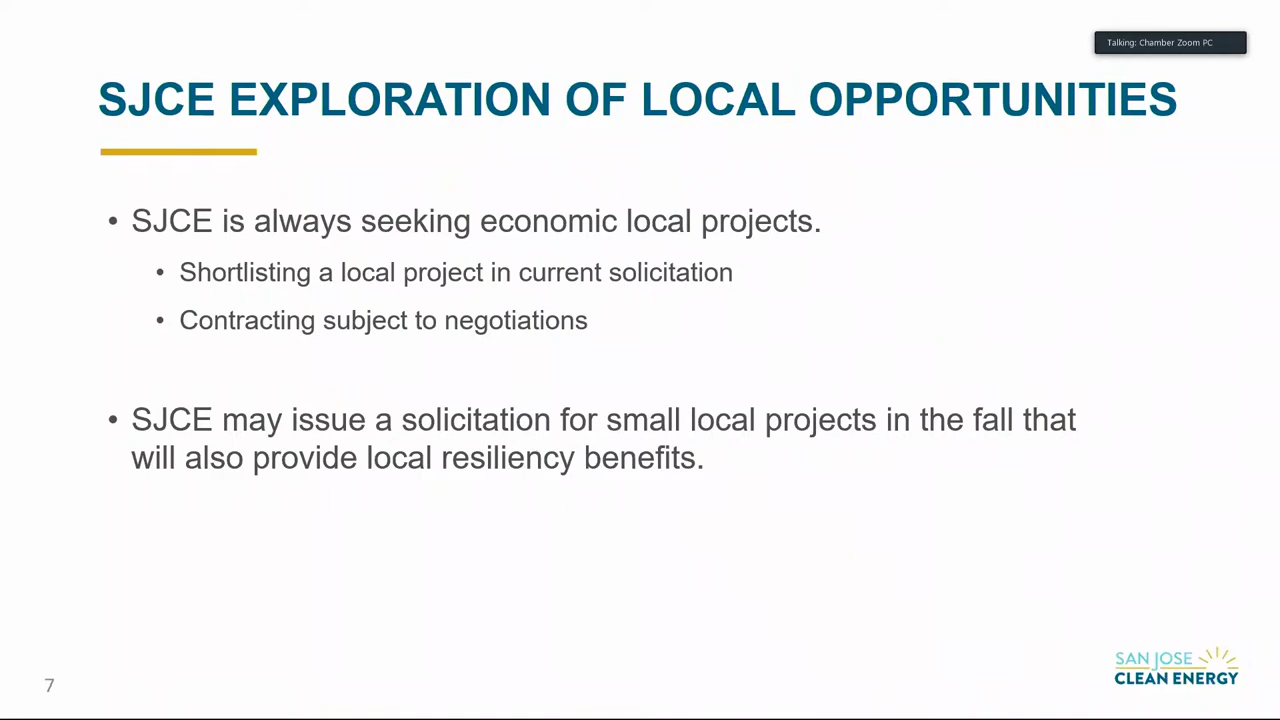 Talking: Chamber Zoom PC
SJCE EXPLORATION OF LOCAL OPPORTUNITIES
• SJCE is always seeking economic local projects.
• Shortlisting a local project in current solicitation
• Contracting subject to negotiations
• SJCE may issue a solicitation for small local projects in the fall that
will also provide local resiliency benefits.
SAN JOSE
CLEAN ENERGY
7